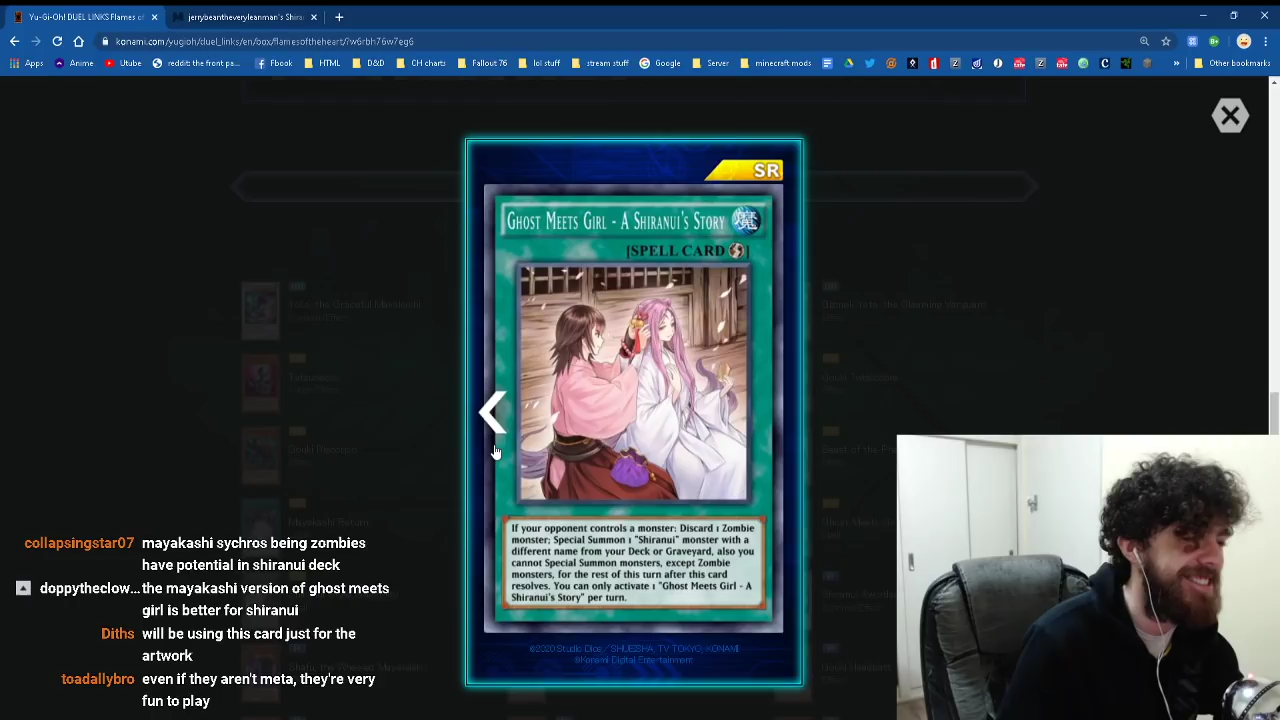 Yu-Gi-Oh! DUEL LINKS Flames of
jerrybeantheveryleanman's Shira
konami.com/yugioh/duel_links/en/box/flamesoftheheart/?w6rbh76w7eg6
Apps Anime Utube reddit: the front pa... Fbook HTML D&D CH charts Fallout 76 lol stuff stream stuff Google Server minecraft mods Other bookmarks
SR
GHOST MEETS GIRL - A SHIRANUI'S STORY 魔
[SPELL CARD ]
If your opponent controls a monster: Discard 1 Zombie
monster; Special Summon 1 "Shiranui" monster with a
different name from your Deck or Graveyard, also you
cannot Special Summon monsters, except Zombie
monsters, for the rest of this turn after this card
resolves. You can only activate 1 "Ghost Meets Girl - A
Shiranui's Story" per turn.
©2020 Studio Dice／SHUEISHA, TV TOKYO, KONAMI
©Konami Digital Entertainment
Yoko, the Graceful Mayakashi
Mayakashi Return
collapsingstar07 mayakashi sychros being zombies
have potential in shiranui deck
doppytheclow... the mayakashi version of ghost meets
girl is better for shiranui
Diths will be using this card just for the
artwork
toadallybro even if they aren't meta, they're very
fun to play